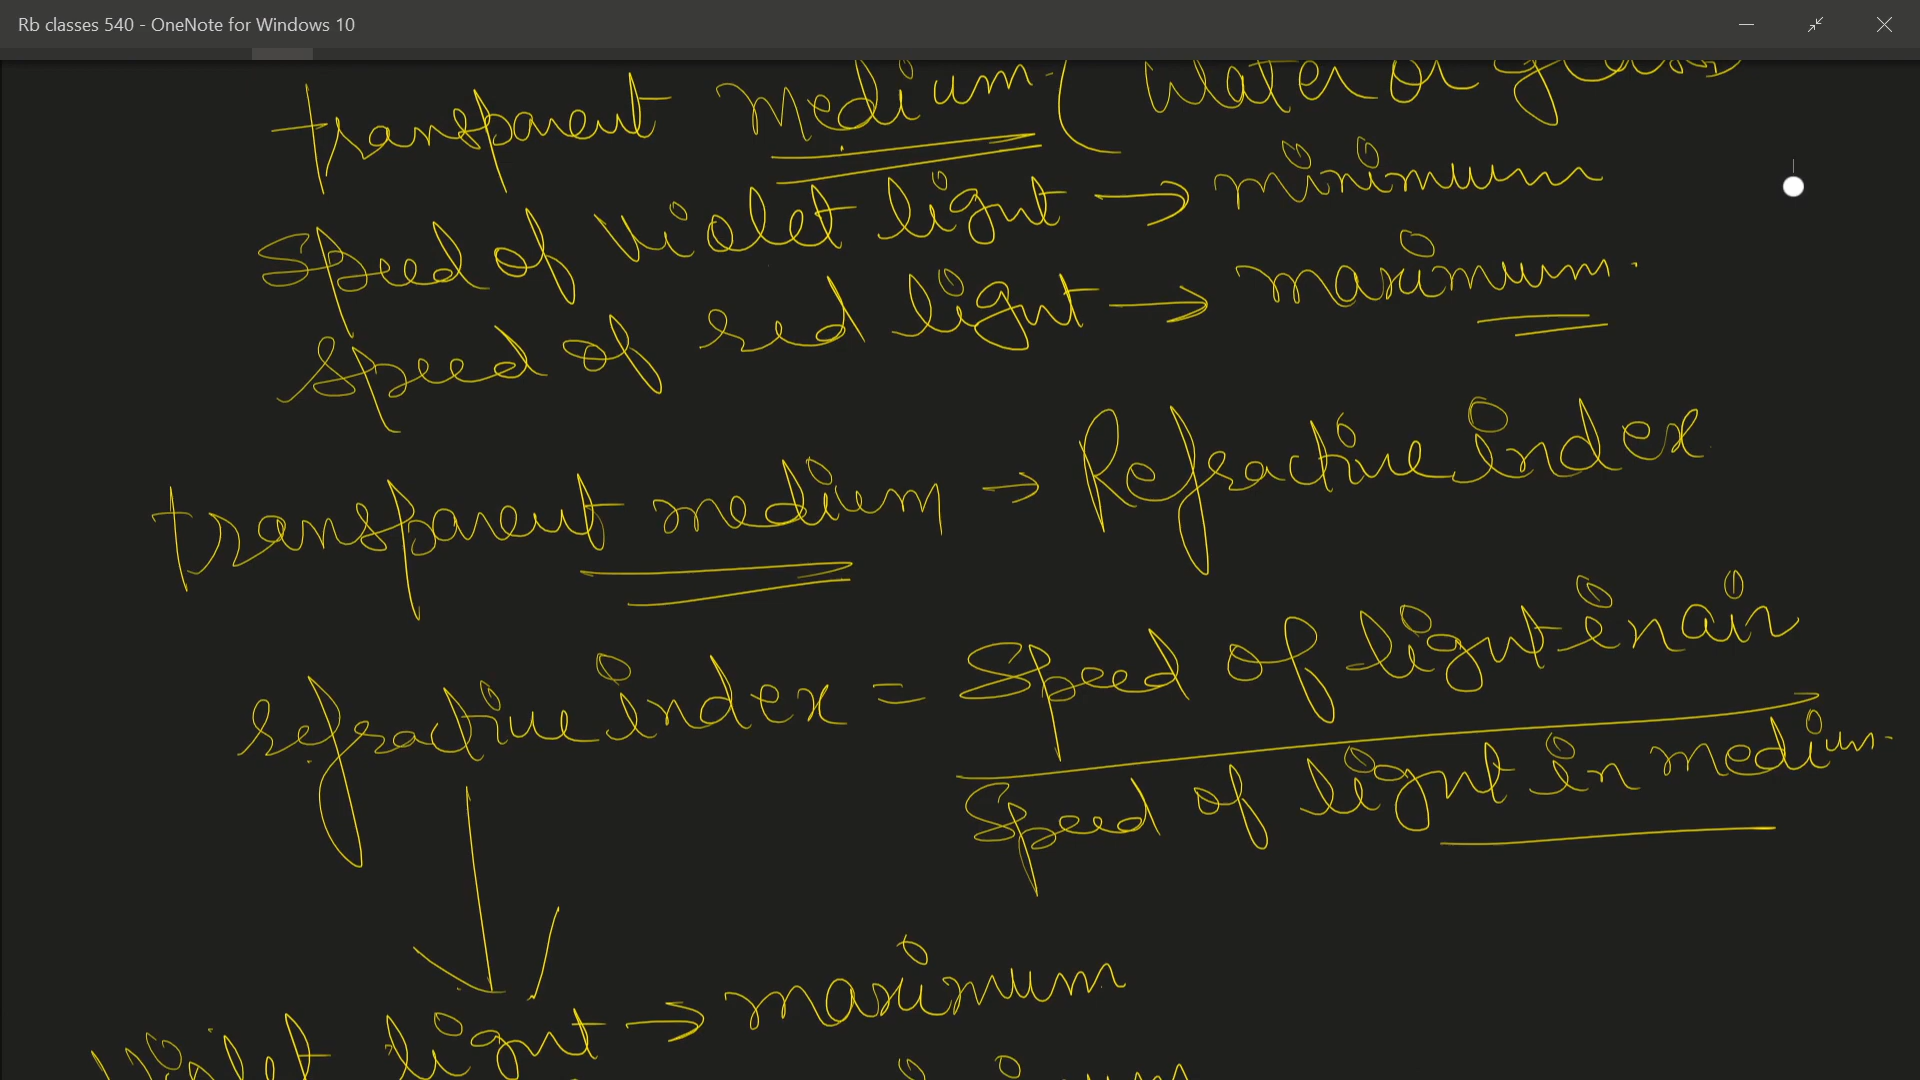 Rb classes 540 - OneNote for Windows 10
transparent medium. ( Water or glass
Speed of violet light → minimum
Speed of red light → maximum.
transparent medium → Refractive index
refractive index = Speed of light in air
Speed of light in medium.
Violet light → maximum